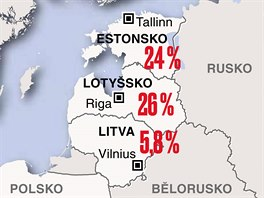 Tallinn
ESTONSKO
24 %
RUSKO
LOTYŠSKO
Riga
26 %
LITVA
5,8 %
Vilnius
POLSKO
BĚLORUSKO